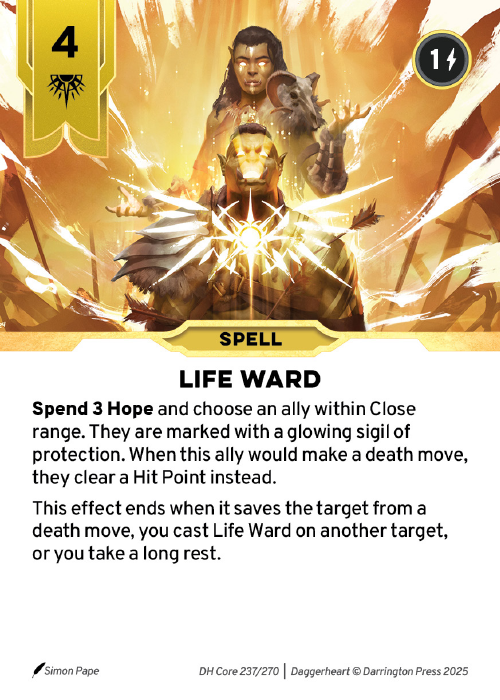 4
1
SPELL
LIFE WARD
Spend 3 Hope and choose an ally within Close
range. They are marked with a glowing sigil of
protection. When this ally would make a death move,
they clear a Hit Point instead.
This effect ends when it saves the target from a
death move, you cast Life Ward on another target,
or you take a long rest.
Simon Pape
DH Core 237/270 | Daggerheart © Darrington Press 2025